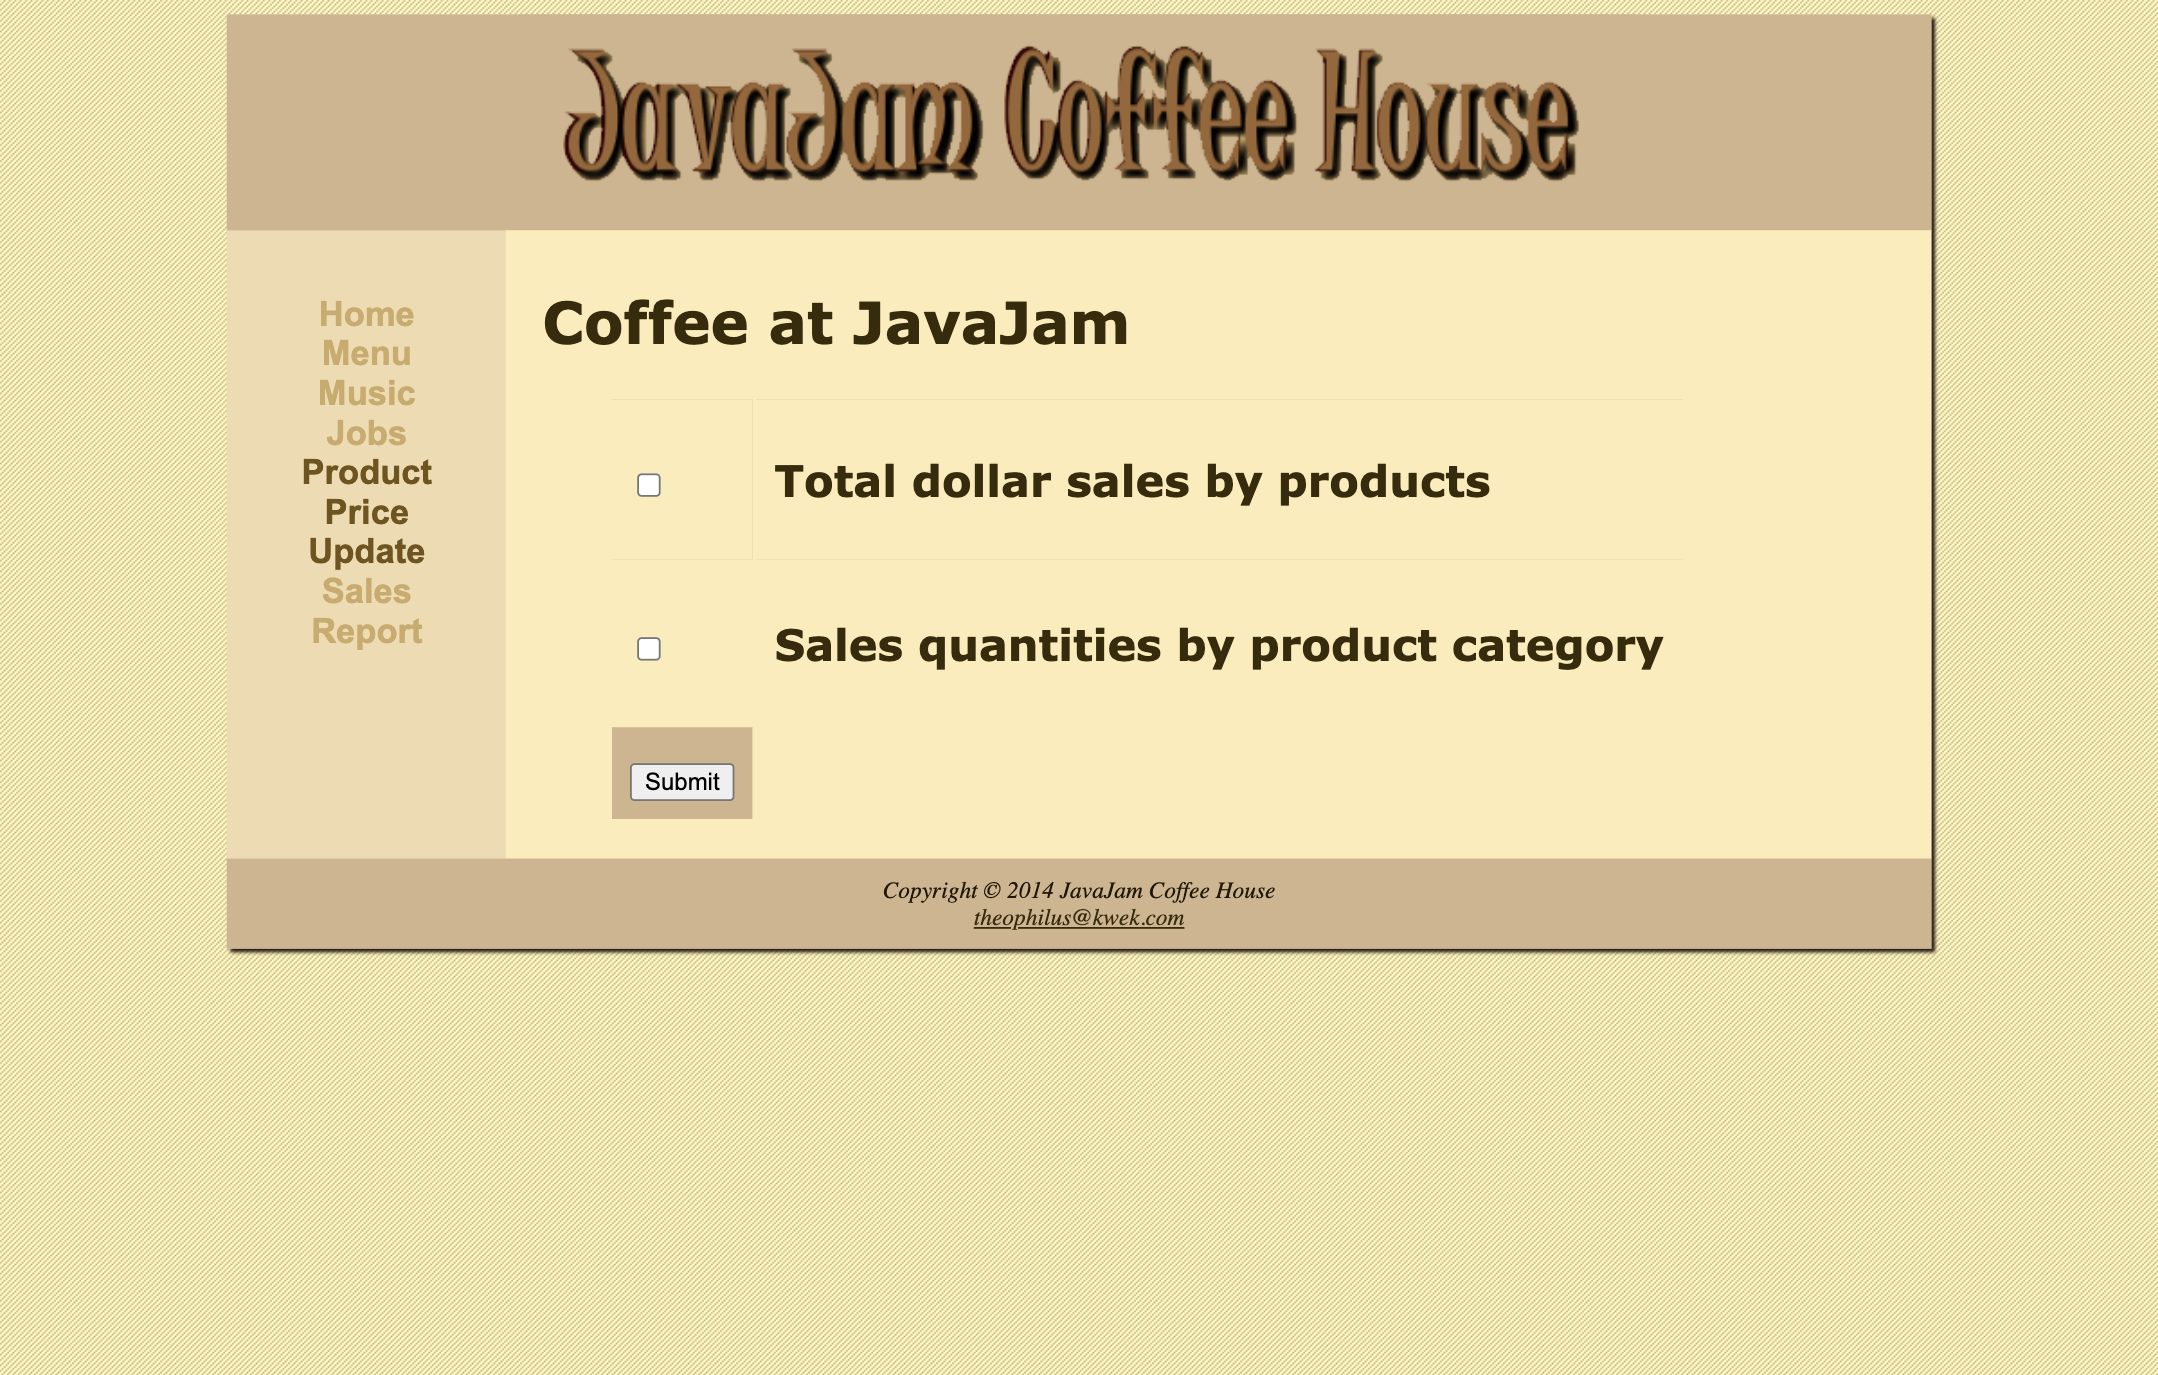 JavaJam Coffee House
Home
Menu
Music
Jobs
Product
Price
Update
Sales
Report
Coffee at JavaJam
Total dollar sales by products
Sales quantities by product category
Submit
Copyright © 2014 JavaJam Coffee House
theophilus@kwek.com